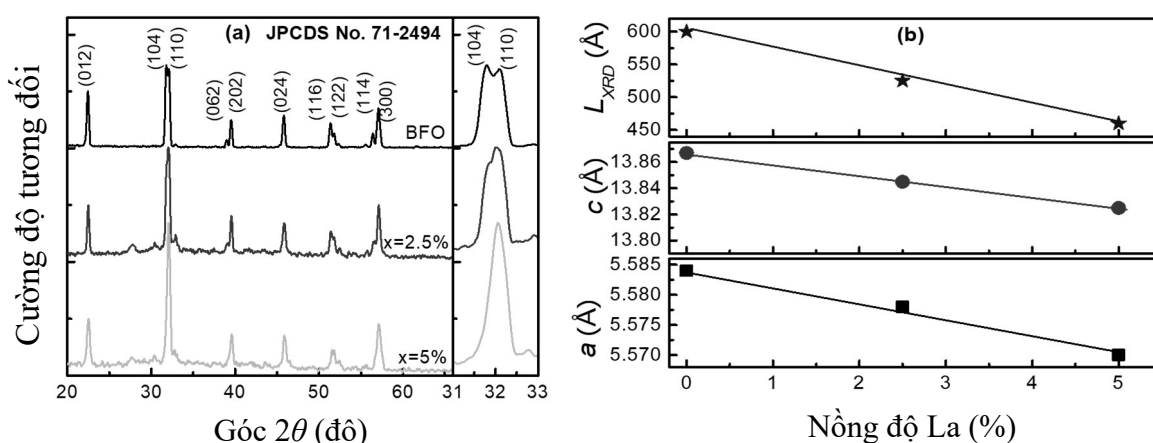 (a) JPCDS No. 71-2494
(012)
(104)
(110)
(062)
(202)
(024)
(116)
(122)
(114)
(300)
BFO
x=2.5%
x=5%
(104)
(110)
Cường độ tương đối
20 30 40 50 60 31 32 33
Góc 2θ (độ)
(b)
L_XRD (Å)
600
550
500
450
c (Å)
13.86
13.84
13.82
13.80
a (Å)
5.585
5.580
5.575
5.570
0 1 2 3 4 5
Nồng độ La (%)